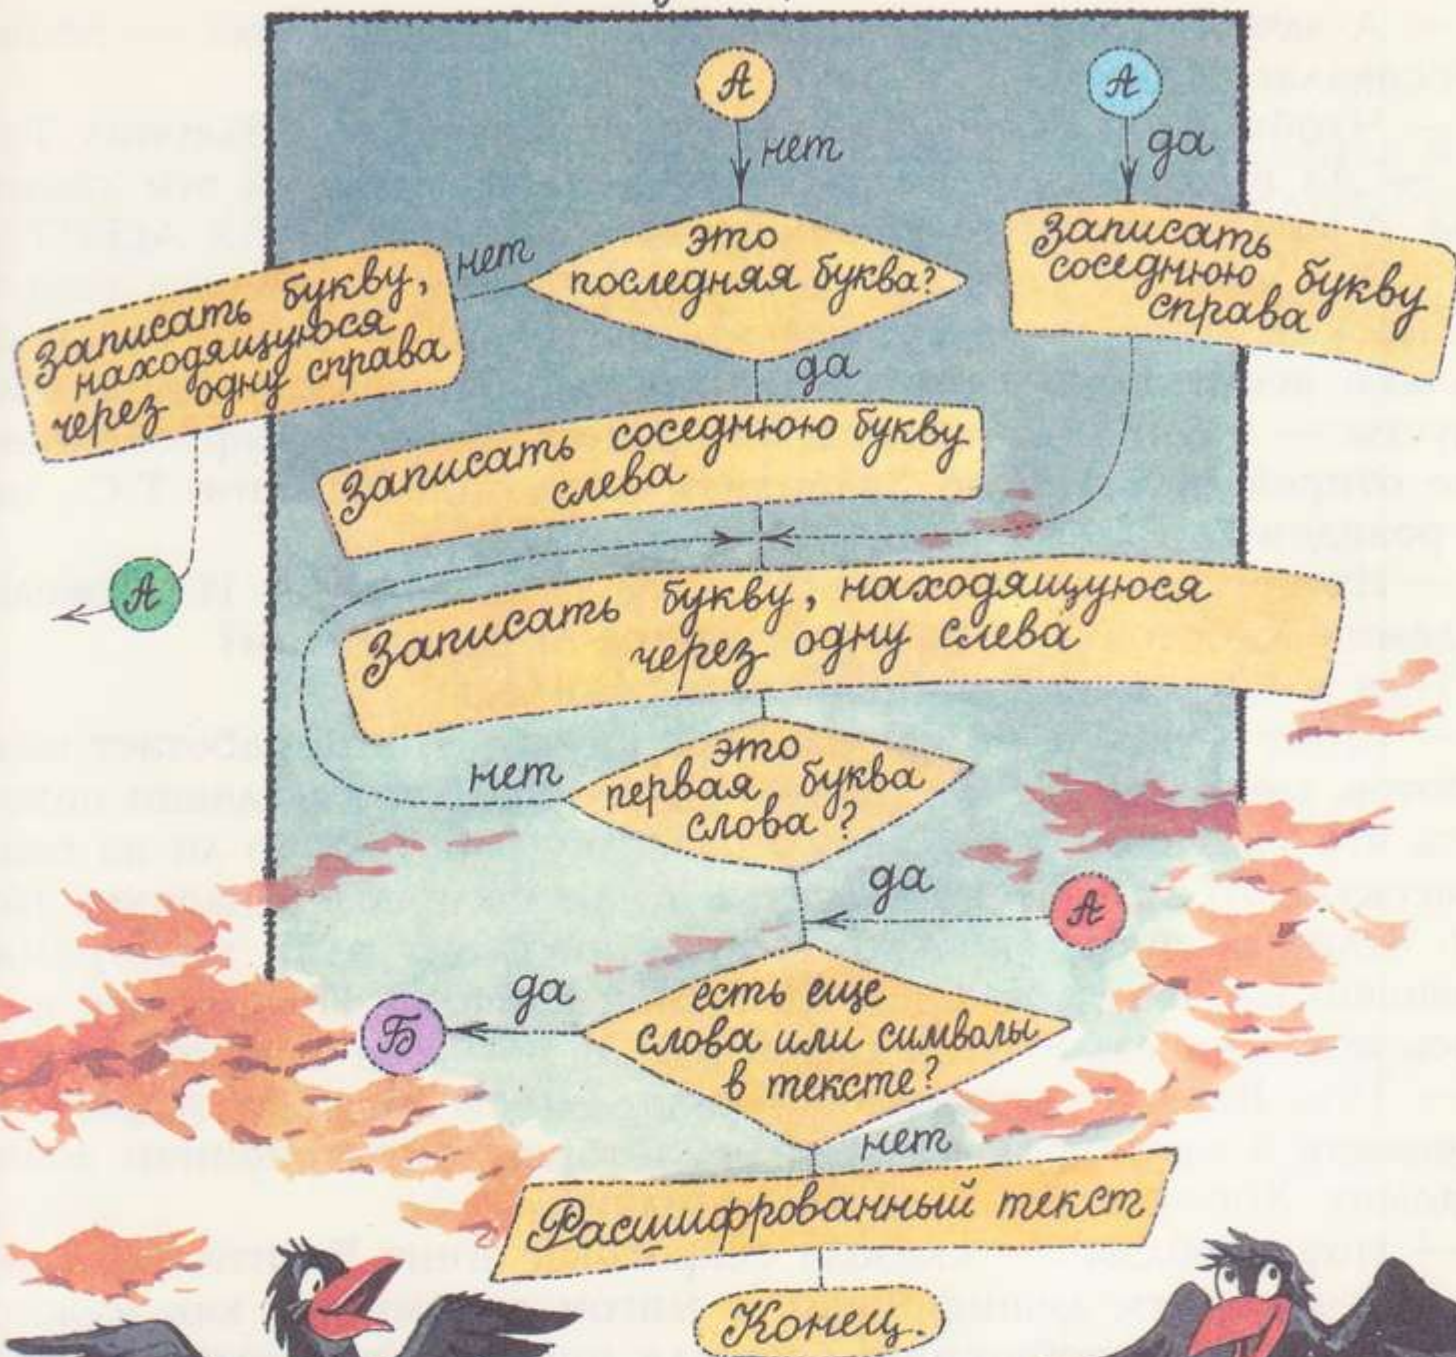 А
А
нет
да
это
последняя буква?
нет
Записать
соседнюю букву
справа
Записать букву,
находящуюся
через одну справа
да
Записать соседнюю букву
слева
А
Записать букву, находящуюся
через одну слева
это
первая буква
слова?
нет
да
А
есть еще
слова или символы
в тексте?
да
Б
нет
Расшифрованный текст
Конец.